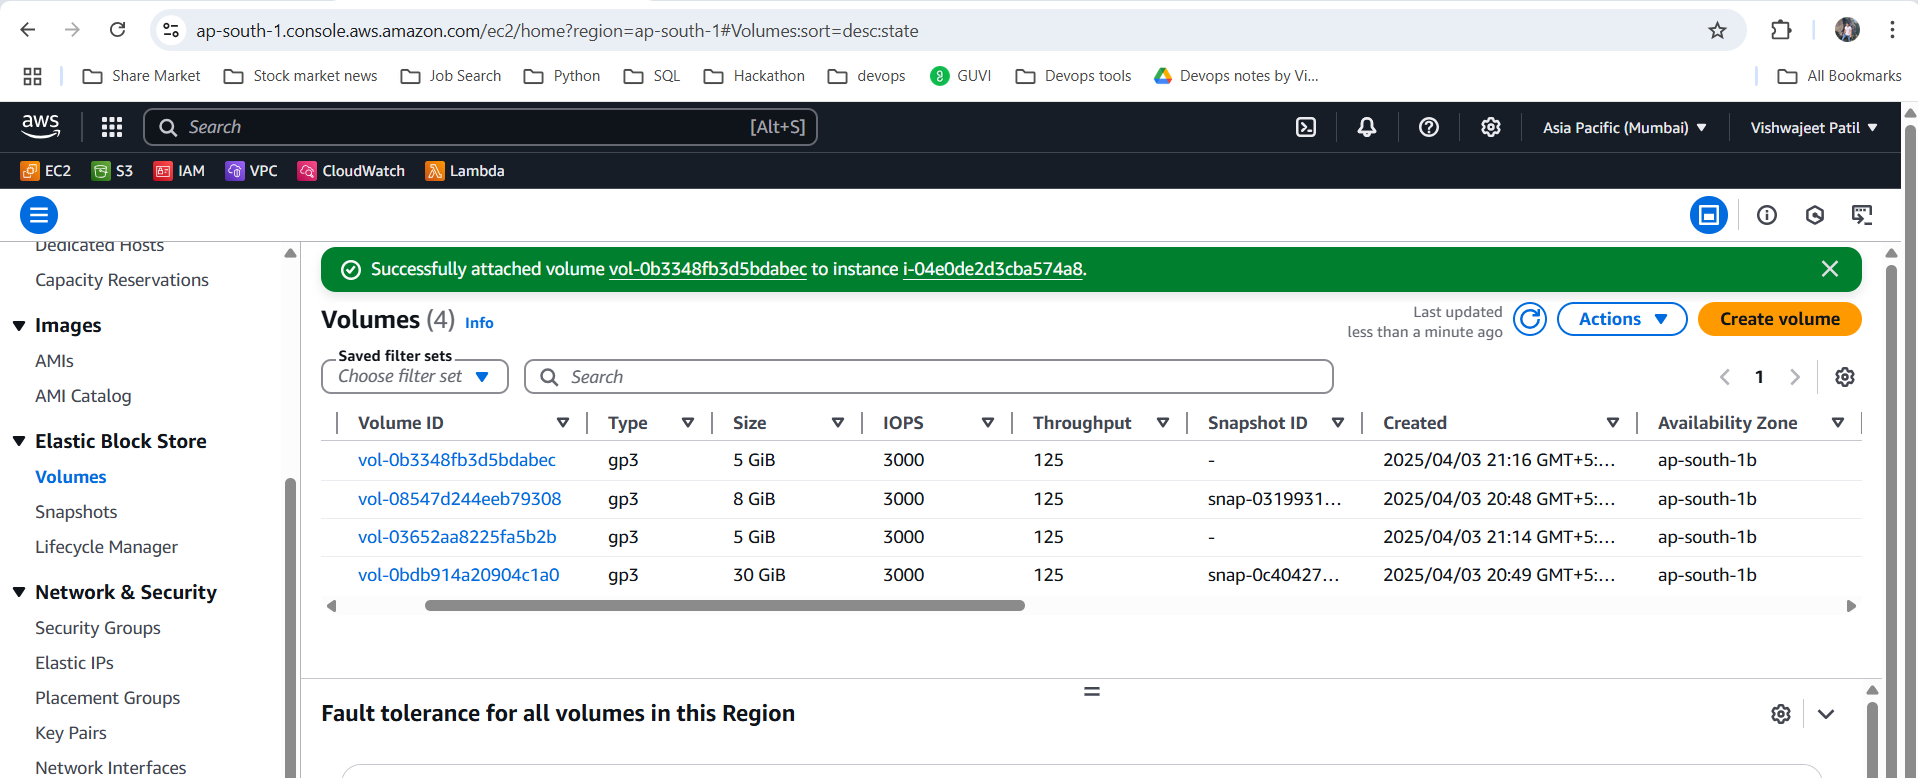 ap-south-1.console.aws.amazon.com/ec2/home?region=ap-south-1#Volumes:sort=desc:state
Share Market Stock market news Job Search Python SQL Hackathon devops GUVI Devops tools Devops notes by Vi... All Bookmarks
aws Search [Alt+S] Asia Pacific (Mumbai) Vishwajeet Patil
EC2 S3 IAM VPC CloudWatch Lambda
Dedicated Hosts
Capacity Reservations
Images
AMIs
AMI Catalog
Elastic Block Store
Volumes
Snapshots
Lifecycle Manager
Network & Security
Security Groups
Elastic IPs
Placement Groups
Key Pairs
Network Interfaces
Successfully attached volume vol-0b3348fb3d5bdabec to instance i-04e0de2d3cba574a8.
Volumes (4) Info
Last updated
less than a minute ago
Actions
Create volume
Saved filter sets
Choose filter set
Search
1
Volume ID Type Size IOPS Throughput Snapshot ID Created Availability Zone
vol-0b3348fb3d5bdabec gp3 5 GiB 3000 125 - 2025/04/03 21:16 GMT+5:... ap-south-1b
vol-08547d244eeb79308 gp3 8 GiB 3000 125 snap-0319931... 2025/04/03 20:48 GMT+5:... ap-south-1b
vol-03652aa8225fa5b2b gp3 5 GiB 3000 125 - 2025/04/03 21:14 GMT+5:... ap-south-1b
vol-0bdb914a20904c1a0 gp3 30 GiB 3000 125 snap-0c40427... 2025/04/03 20:49 GMT+5:... ap-south-1b
Fault tolerance for all volumes in this Region